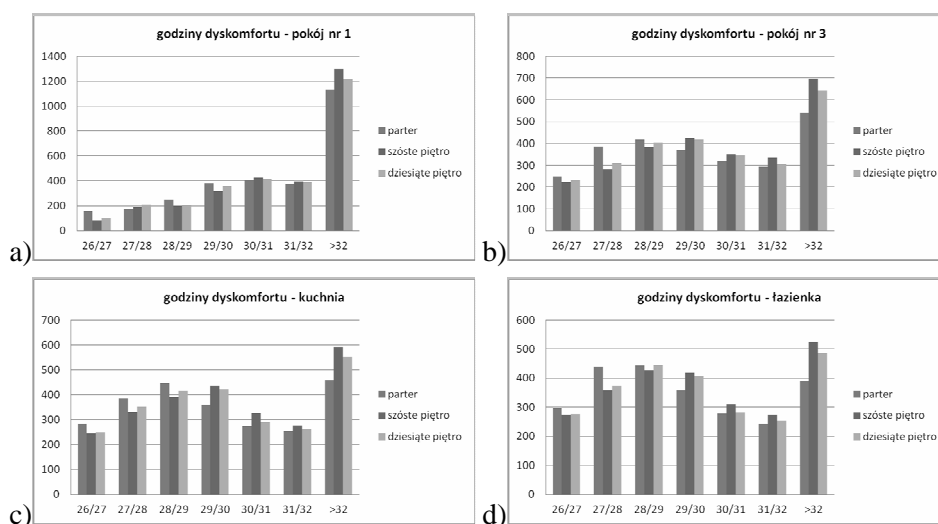 godziny dyskomfortu - pokój nr 1
1400
1200
1000
800
600
400
200
0
26/27 27/28 28/29 29/30 30/31 31/32 >32
parter
szóste piętro
dziesiąte piętro
a)
godziny dyskomfortu - pokój nr 3
800
700
600
500
400
300
200
100
0
26/27 27/28 28/29 29/30 30/31 31/32 >32
parter
szóste piętro
dziesiąte piętro
b)
godziny dyskomfortu - kuchnia
700
600
500
400
300
200
100
0
26/27 27/28 28/29 29/30 30/31 31/32 >32
parter
szóste piętro
dziesiąte piętro
c)
godziny dyskomfortu - łazienka
600
500
400
300
200
100
0
26/27 27/28 28/29 29/30 30/31 31/32 >32
parter
szóste piętro
dziesiąte piętro
d)